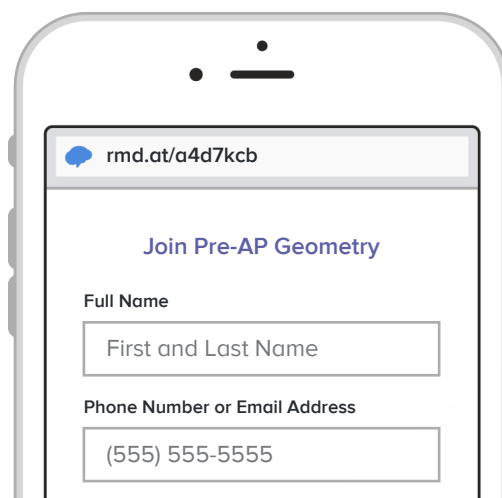 rmd.at/a4d7kcb
Join Pre-AP Geometry
Full Name
First and Last Name
Phone Number or Email Address
(555) 555-5555